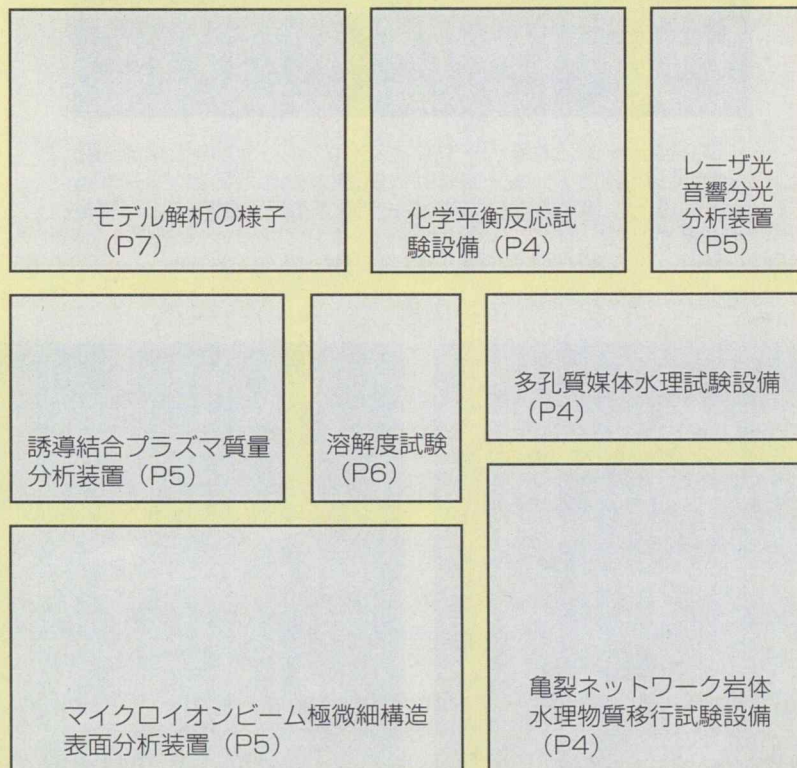 モデル解析の様子
(P7)
化学平衡反応試
験設備（P4）
レーザ光
音響分光
分析装置
(P5)
誘導結合プラズマ質量
分析装置（P5）
溶解度試験
(P6)
多孔質媒体水理試験設備
(P4)
マイクロイオンビーム極微細構造
表面分析装置（P5）
亀裂ネットワーク岩体
水理物質移行試験設備
(P4)